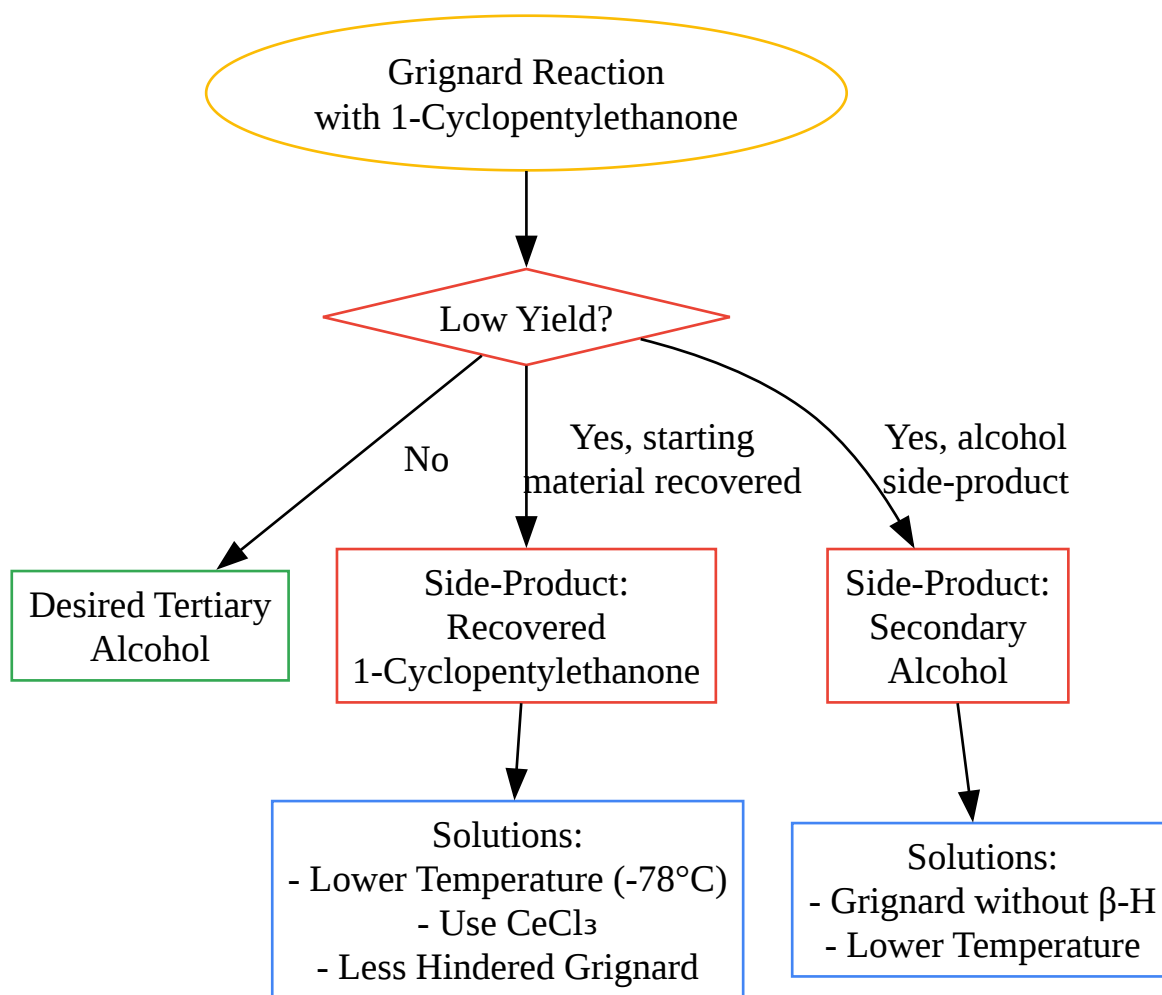 Grignard Reaction
with 1-Cyclopentylethanone
Low Yield?
No
Yes, starting
material recovered
Yes, alcohol
side-product
Desired Tertiary
Alcohol
Side-Product:
Recovered
1-Cyclopentylethanone
Side-Product:
Secondary
Alcohol
Solutions:
- Lower Temperature (-78°C)
- Use CeCl₃
- Less Hindered Grignard
Solutions:
- Grignard without β-H
- Lower Temperature